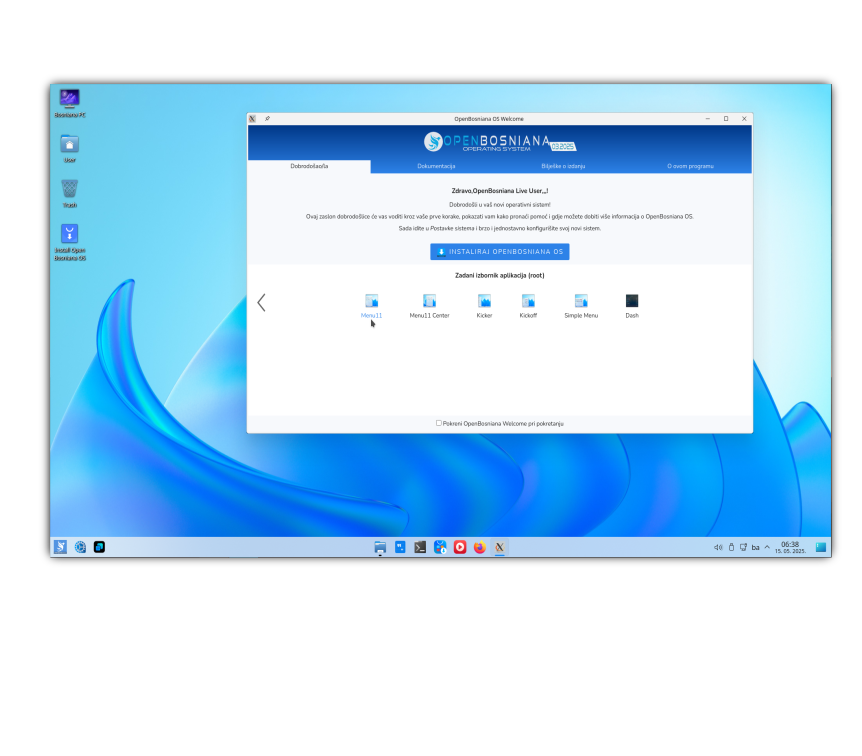 Bosniana PC
User
Trash
Install Open
Bosniana OS
OpenBosniana OS Welcome
OPENBOSNIANA
OPERATING SYSTEM
03.2025.
Dobrodošao/la
Dokumentacija
Bilješke o izdanju
O ovom programu
Zdravo,OpenBosniana Live User,,,!
Dobrodošli u vaš novi operativni sistem!
Ovaj zaslon dobrodošlice će vas voditi kroz vaše prve korake, pokazati vam kako pronaći pomoć i gdje možete dobiti više informacija o OpenBosniana OS.
Sada idite u Postavke sistema i brzo i jednostavno konfigurišite svoj novi sistem.
INSTALIRAJ OPENBOSNIANA OS
Zadani izbornik aplikacija (root)
Menu11
Menu11 Center
Kicker
Kickoff
Simple Menu
Dash
Pokreni OpenBosniana Welcome pri pokretanju
ba
06:38
15. 05. 2025.